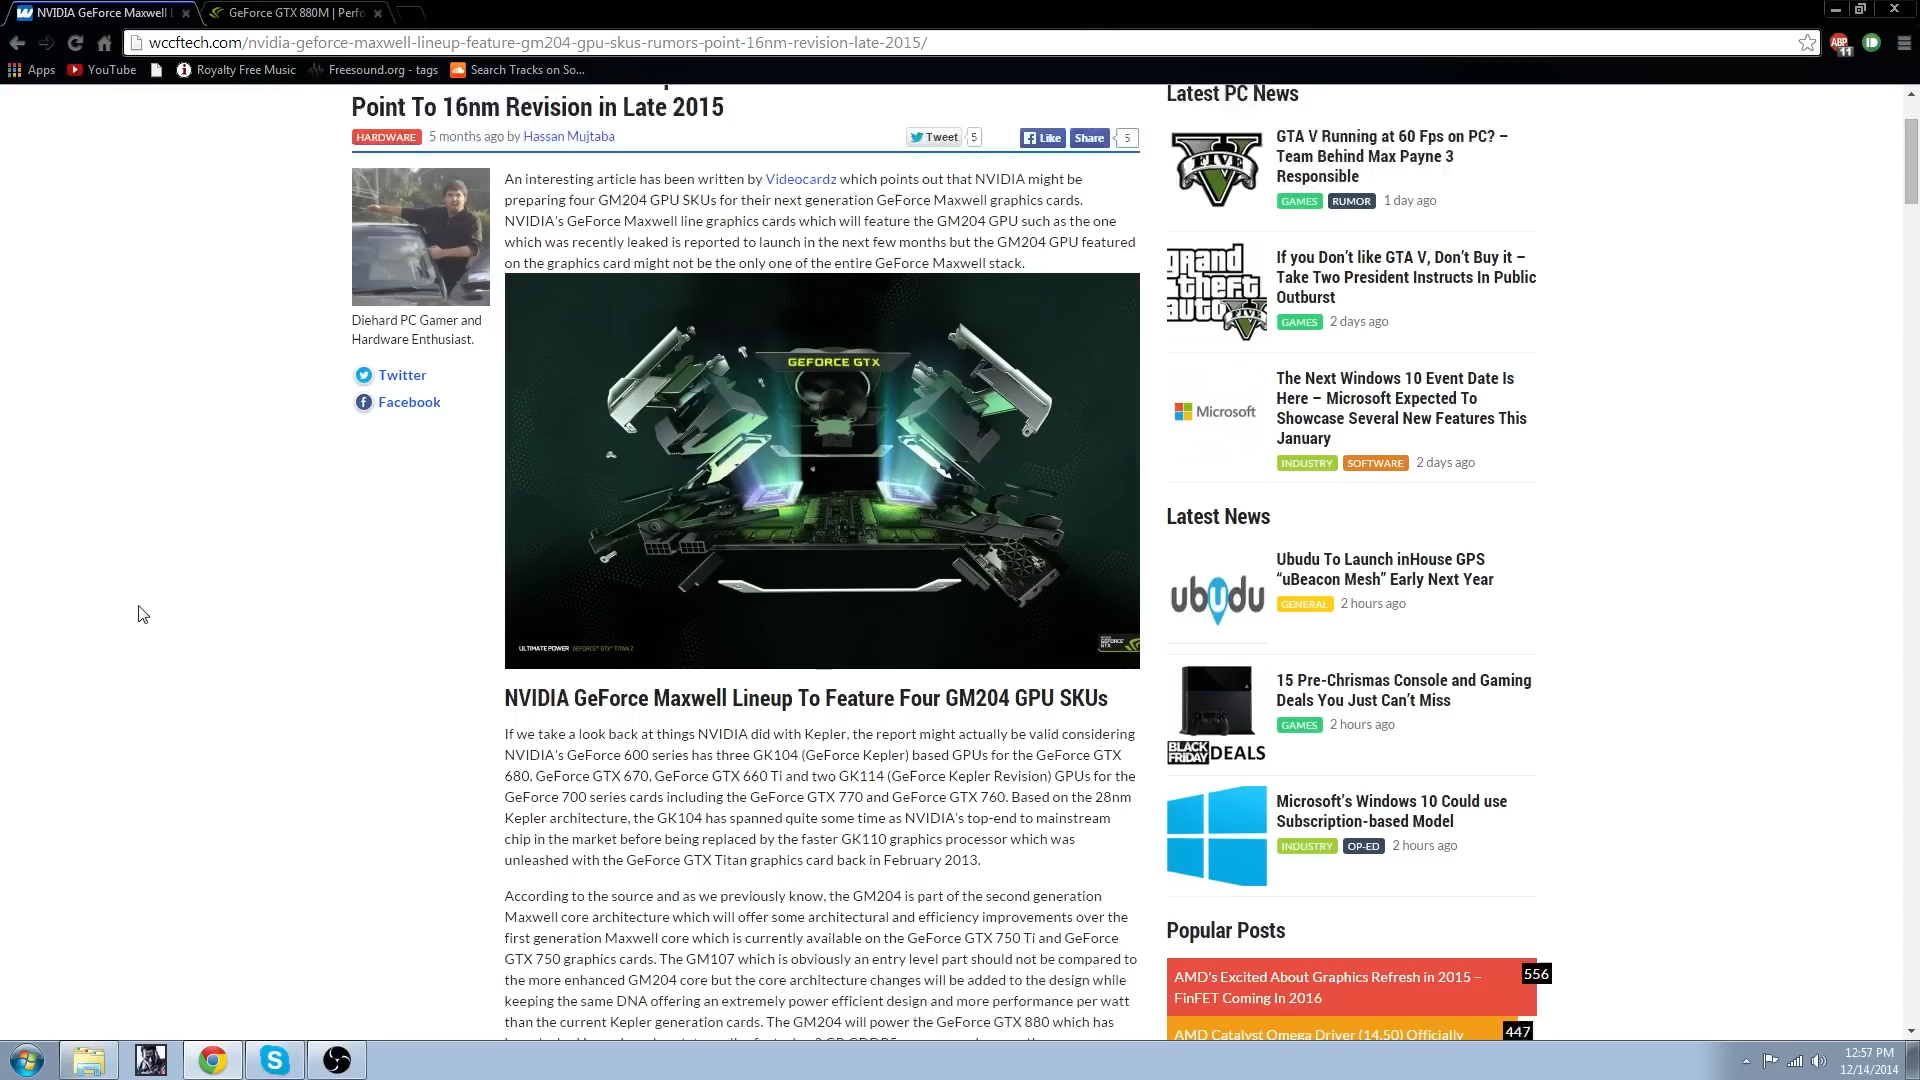 NVIDIA GeForce Maxwell L
GeForce GTX 880M | Perfo
wccftech.com/nvidia-geforce-maxwell-lineup-feature-gm204-gpu-skus-rumors-point-16nm-revision-late-2015/
ABP
11
Apps
YouTube
Royalty Free Music
Freesound.org - tags
Search Tracks on So...
Point To 16nm Revision in Late 2015
HARDWARE 5 months ago by Hassan Mujtaba
Tweet 5
Like Share 5
Diehard PC Gamer and
Hardware Enthusiast.
Twitter
Facebook
An interesting article has been written by Videocardz which points out that NVIDIA might be
preparing four GM204 GPU SKUs for their next generation GeForce Maxwell graphics cards.
NVIDIA's GeForce Maxwell line graphics cards which will feature the GM204 GPU such as the one
which was recently leaked is reported to launch in the next few months but the GM204 GPU featured
on the graphics card might not be the only one of the entire GeForce Maxwell stack.
GEFORCE GTX
ULTIMATE POWER GEFORCE® GTX™ TITAN Z
GEFORCE
GTX
NVIDIA GeForce Maxwell Lineup To Feature Four GM204 GPU SKUs
If we take a look back at things NVIDIA did with Kepler, the report might actually be valid considering
NVIDIA's GeForce 600 series has three GK104 (GeForce Kepler) based GPUs for the GeForce GTX
680, GeForce GTX 670, GeForce GTX 660 Ti and two GK114 (GeForce Kepler Revision) GPUs for the
GeForce 700 series cards including the GeForce GTX 770 and GeForce GTX 760. Based on the 28nm
Kepler architecture, the GK104 has spanned quite some time as NVIDIA's top-end to mainstream
chip in the market before being replaced by the faster GK110 graphics processor which was
unleashed with the GeForce GTX Titan graphics card back in February 2013.
According to the source and as we previously know, the GM204 is part of the second generation
Maxwell core architecture which will offer some architectural and efficiency improvements over the
first generation Maxwell core which is currently available on the GeForce GTX 750 Ti and GeForce
GTX 750 graphics cards. The GM107 which is obviously an entry level part should not be compared to
the more enhanced GM204 core but the core architecture changes will be added to the design while
keeping the same DNA offering an extremely power efficient design and more performance per watt
than the current Kepler generation cards. The GM204 will power the GeForce GTX 880 which has
Latest PC News
FIVE
GTA V Running at 60 Fps on PC? –
Team Behind Max Payne 3
Responsible
GAMES RUMOR 1 day ago
grand
theft
auto
FIVE
If you Don't like GTA V, Don't Buy it –
Take Two President Instructs In Public
Outburst
GAMES 2 days ago
Microsoft
The Next Windows 10 Event Date Is
Here – Microsoft Expected To
Showcase Several New Features This
January
INDUSTRY SOFTWARE 2 days ago
Latest News
ubudu
Ubudu To Launch inHouse GPS
“uBeacon Mesh” Early Next Year
GENERAL 2 hours ago
BLACK
FRIDAY DEALS
15 Pre-Chrismas Console and Gaming
Deals You Just Can't Miss
GAMES 2 hours ago
Microsoft's Windows 10 Could use
Subscription-based Model
INDUSTRY OP-ED 2 hours ago
Popular Posts
AMD's Excited About Graphics Refresh in 2015 –
FinFET Coming In 2016
556
AMD Catalyst Omega Driver (14.50) Officially
447
12:57 PM
12/14/2014